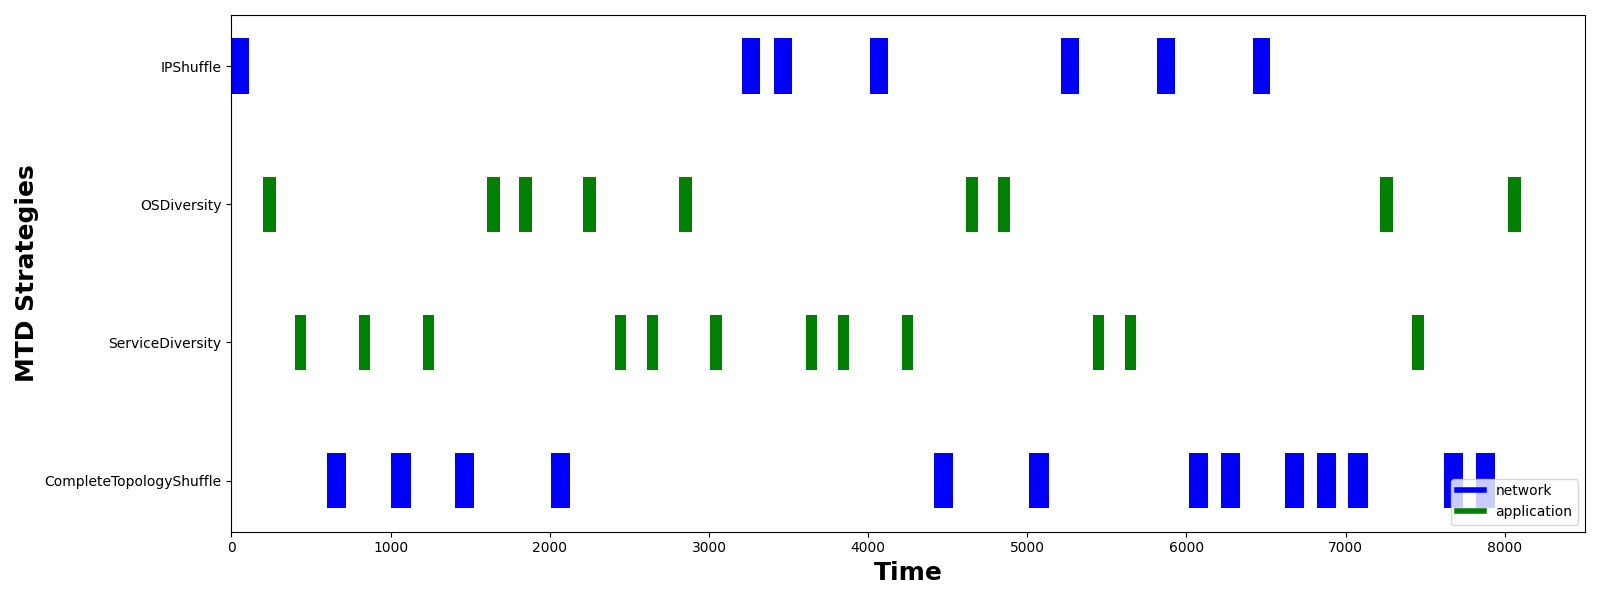 MTD Strategies
IPShuffle
OSDiversity
ServiceDiversity
CompleteTopologyShuffle
network
application
0 1000 2000 3000 4000 5000 6000 7000 8000
Time